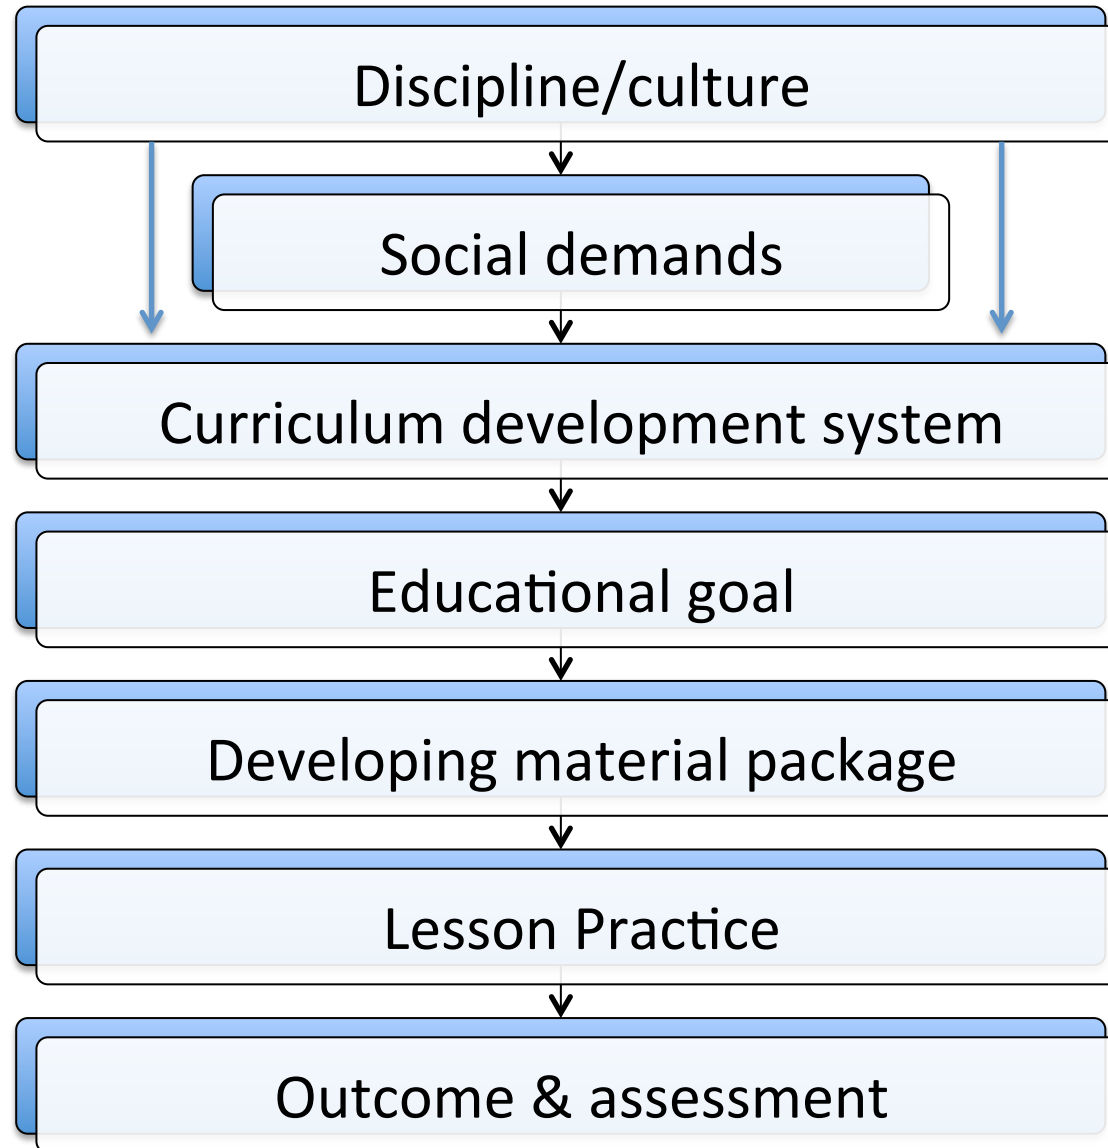 Discipline/culture
Social demands
Curriculum development system
Educational goal
Developing material package
Lesson Practice
Outcome & assessment